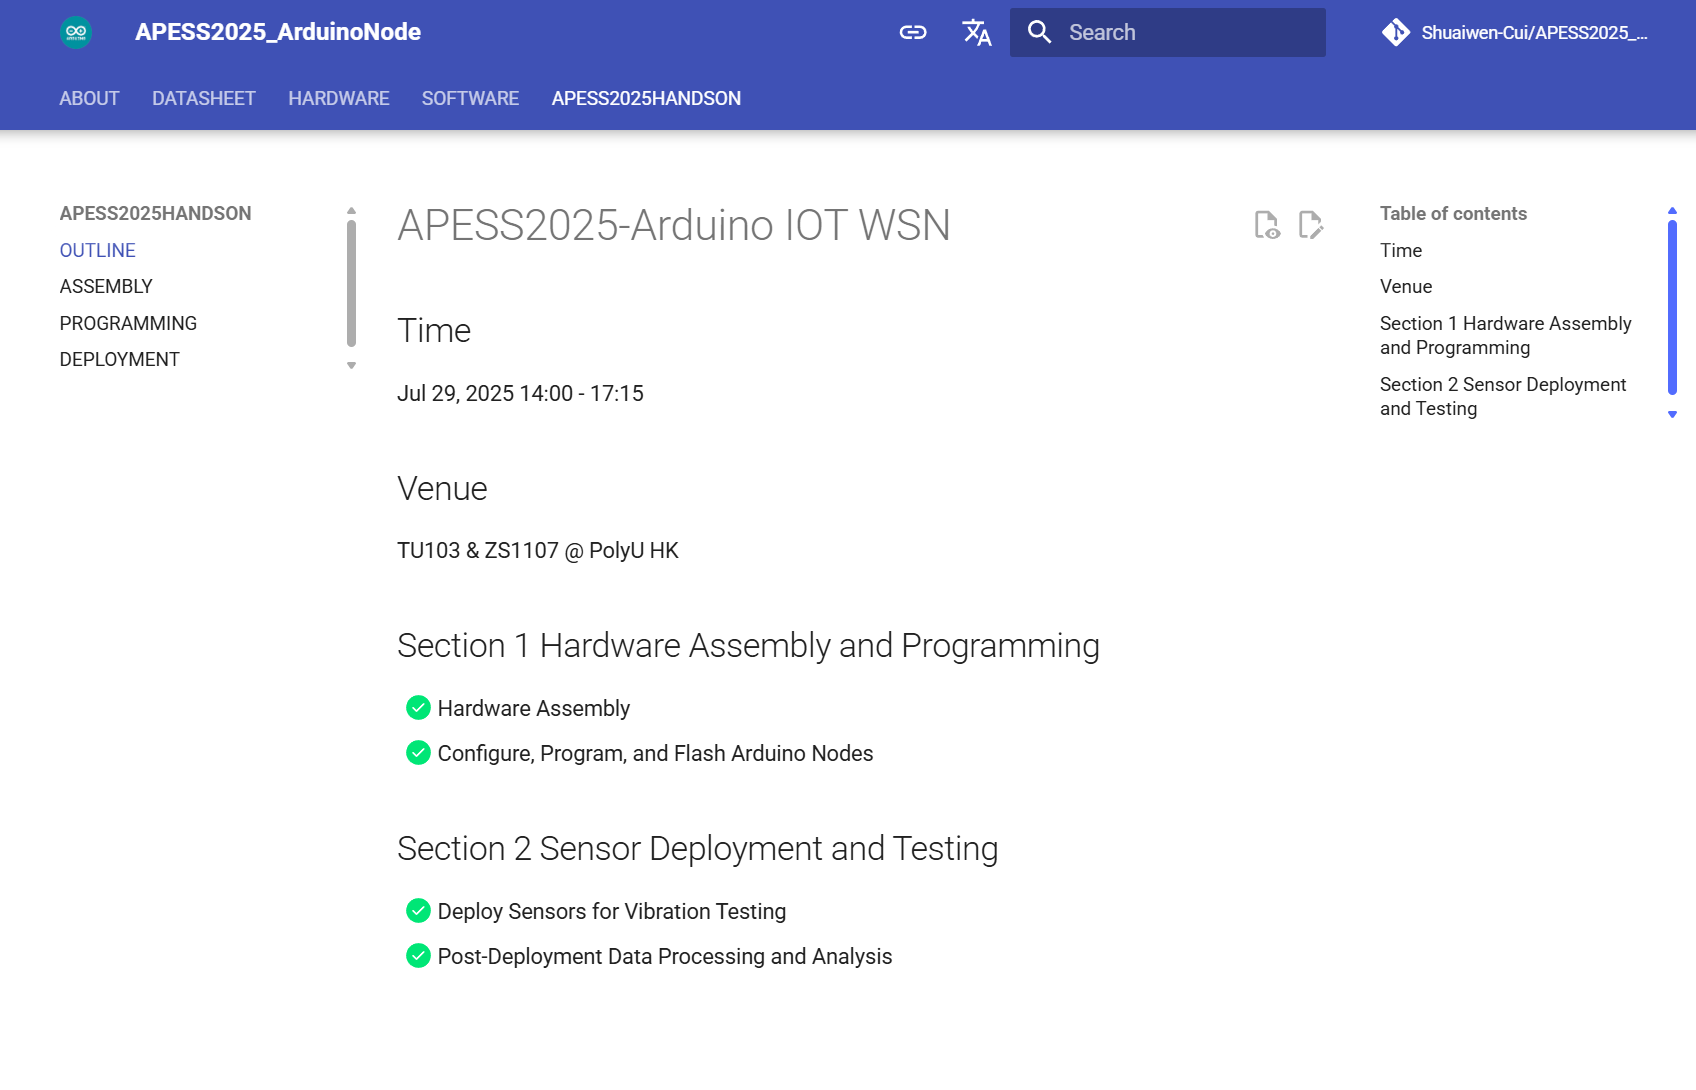 APESS2025_ArduinoNode
Search
Shuaiwen-Cui/APESS2025_...
ABOUT
DATASHEET
HARDWARE
SOFTWARE
APESS2025HANDSON
APESS2025HANDSON
OUTLINE
ASSEMBLY
PROGRAMMING
DEPLOYMENT
APESS2025-Arduino IOT WSN
Time
Jul 29, 2025 14:00 - 17:15
Venue
TU103 & ZS1107 @ PolyU HK
Section 1 Hardware Assembly and Programming
Hardware Assembly
Configure, Program, and Flash Arduino Nodes
Section 2 Sensor Deployment and Testing
Deploy Sensors for Vibration Testing
Post-Deployment Data Processing and Analysis
Table of contents
Time
Venue
Section 1 Hardware Assembly
and Programming
Section 2 Sensor Deployment
and Testing